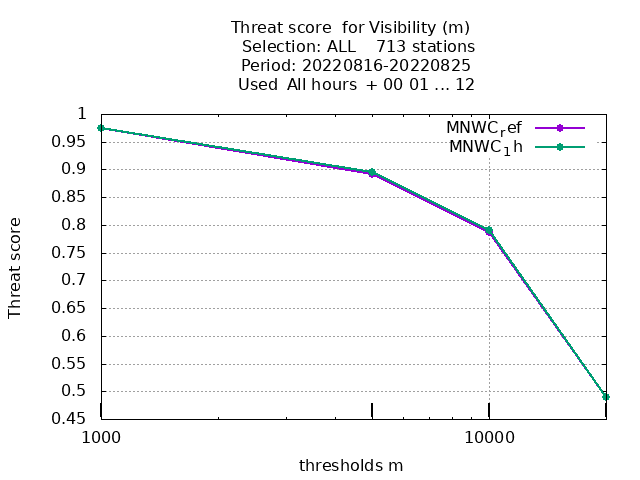 Threat score  for Visibility (m)
Selection: ALL    713 stations
Period: 20220816-20220825
Used  All hours  + 00 01 ... 12
MNWCref
MNWC1h
1
0.95
0.9
0.85
0.8
0.75
0.7
0.65
0.6
0.55
0.5
0.45
Threat score
1000
10000
thresholds m